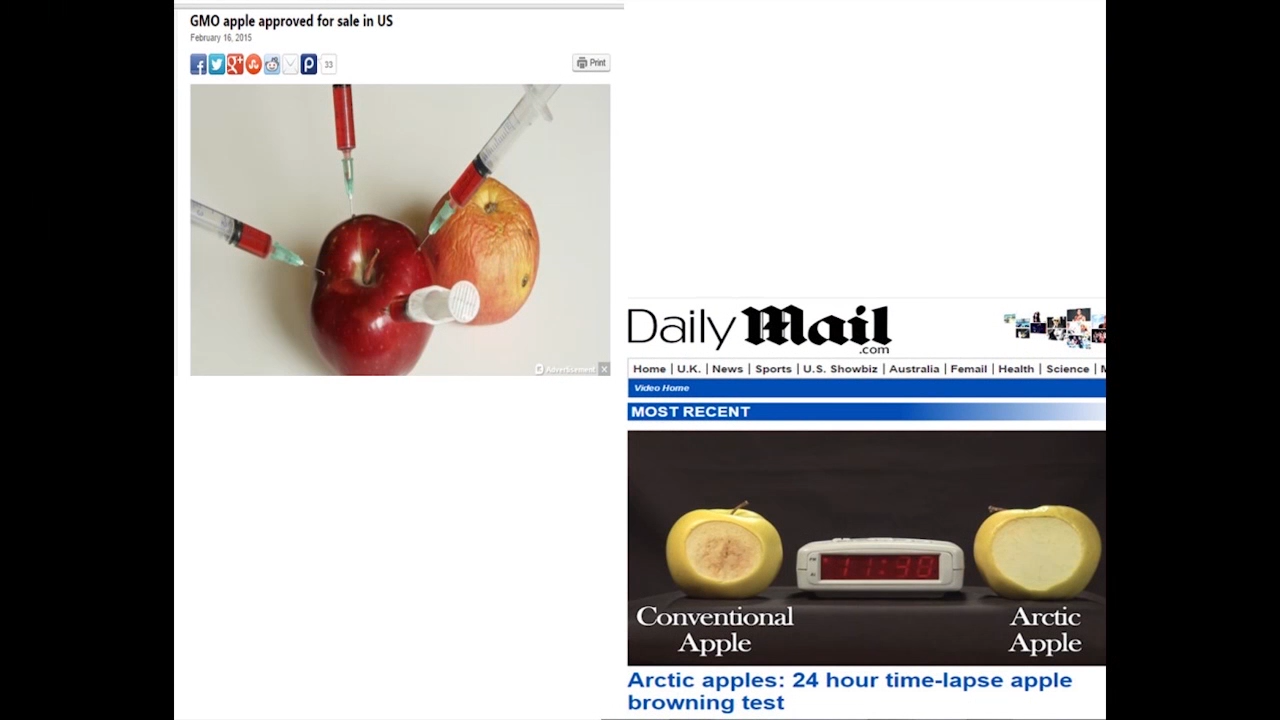 GMO apple approved for sale in US
February 16, 2015
33
Print
Advertisement
Daily Mail
.com
Home | U.K. | News | Sports | U.S. Showbiz | Australia | Femail | Health | Science | M
Video Home
MOST RECENT
11:38
Conventional
Apple
Arctic
Apple
Arctic apples: 24 hour time-lapse apple
browning test